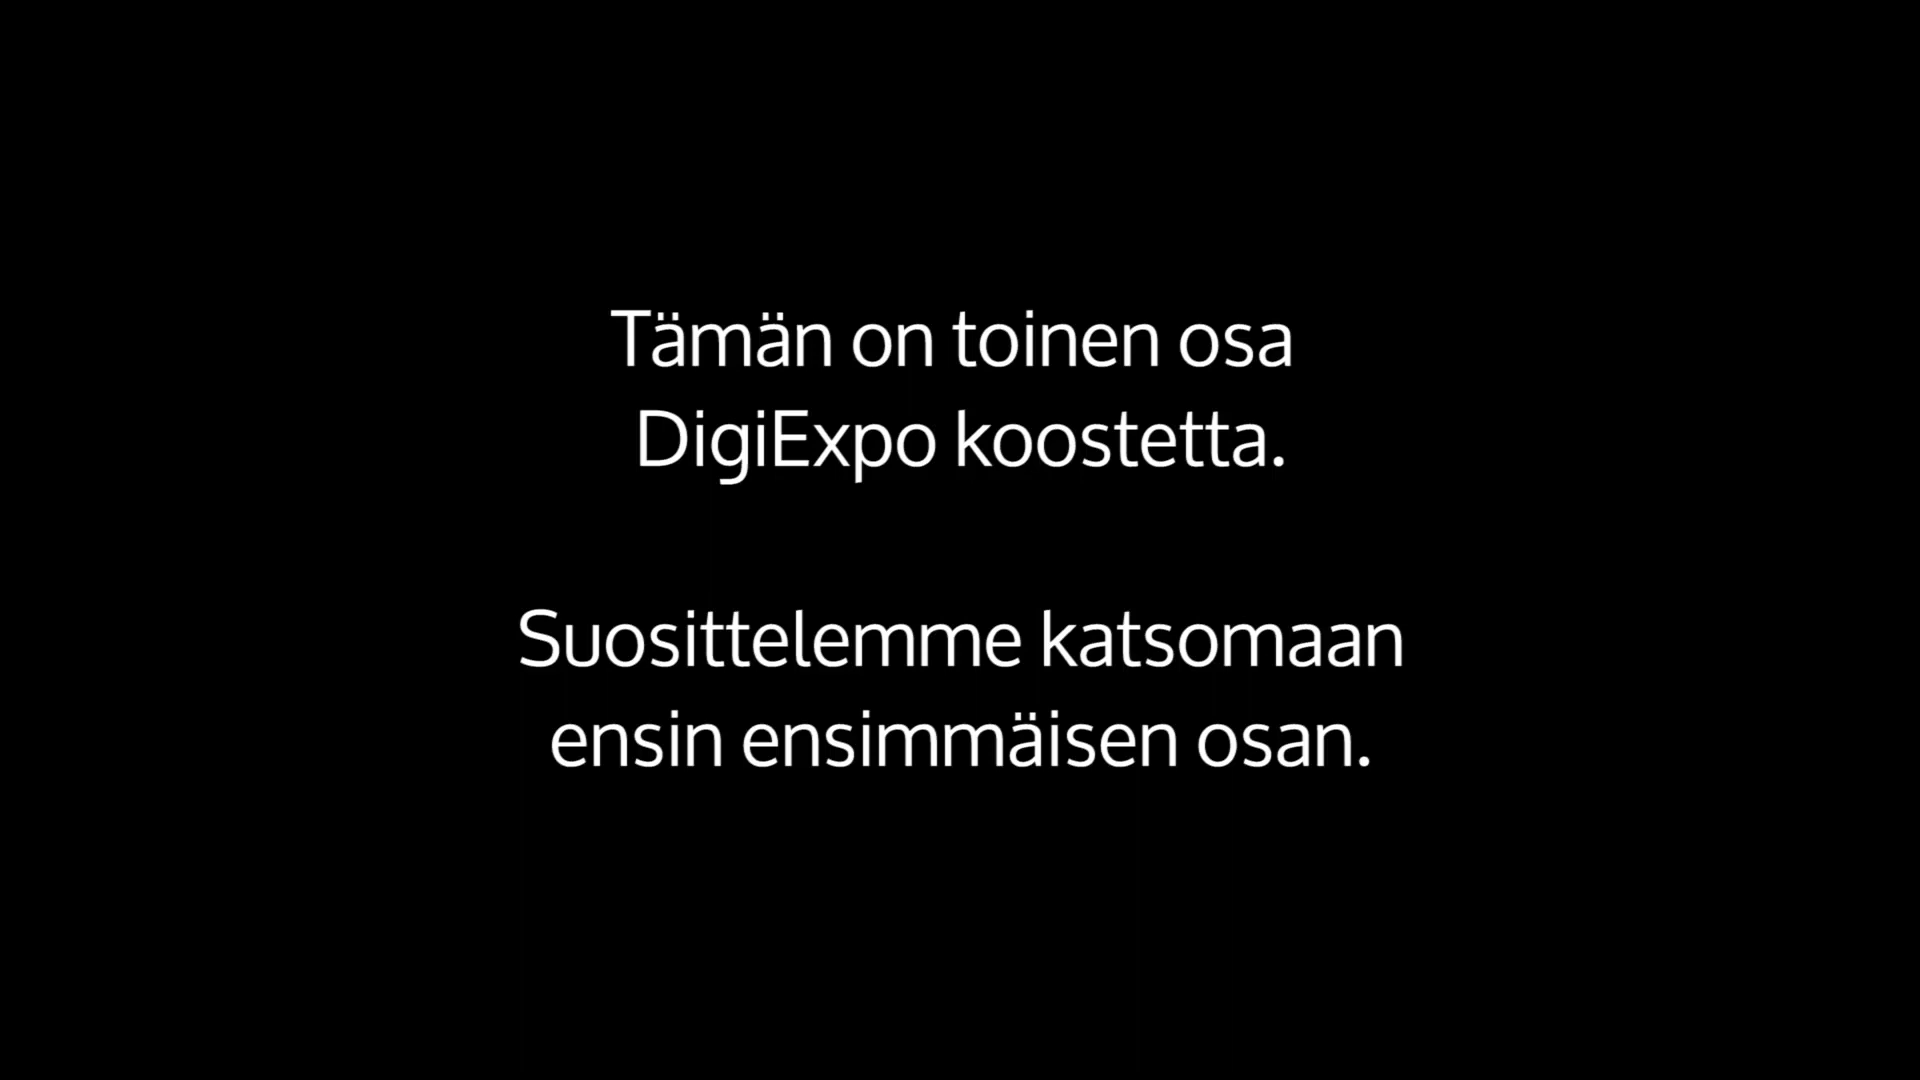 Tämän on toinen osa
DigiExpo koostetta.
Suosittelemme katsomaan
ensin ensimmäisen osan.